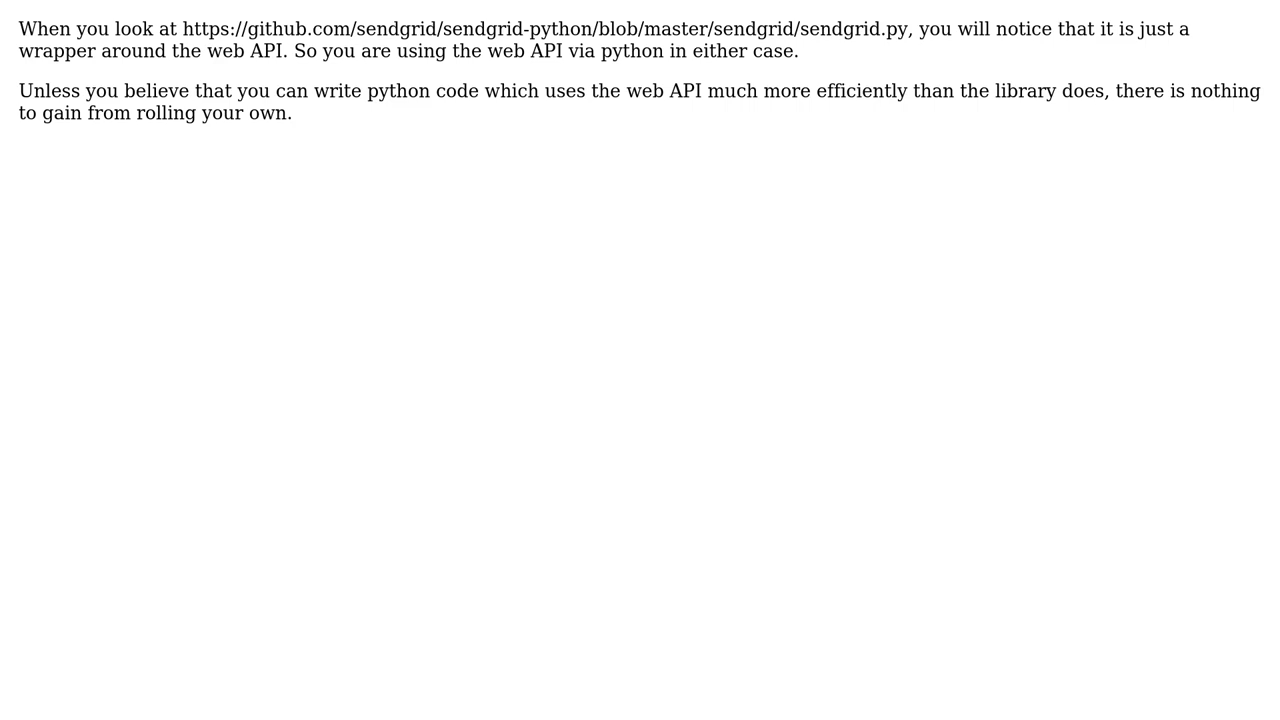 When you look at https://github.com/sendgrid/sendgrid-python/blob/master/sendgrid/sendgrid.py, you will notice that it is just a
wrapper around the web API. So you are using the web API via python in either case.
Unless you believe that you can write python code which uses the web API much more efficiently than the library does, there is nothing
to gain from rolling your own.